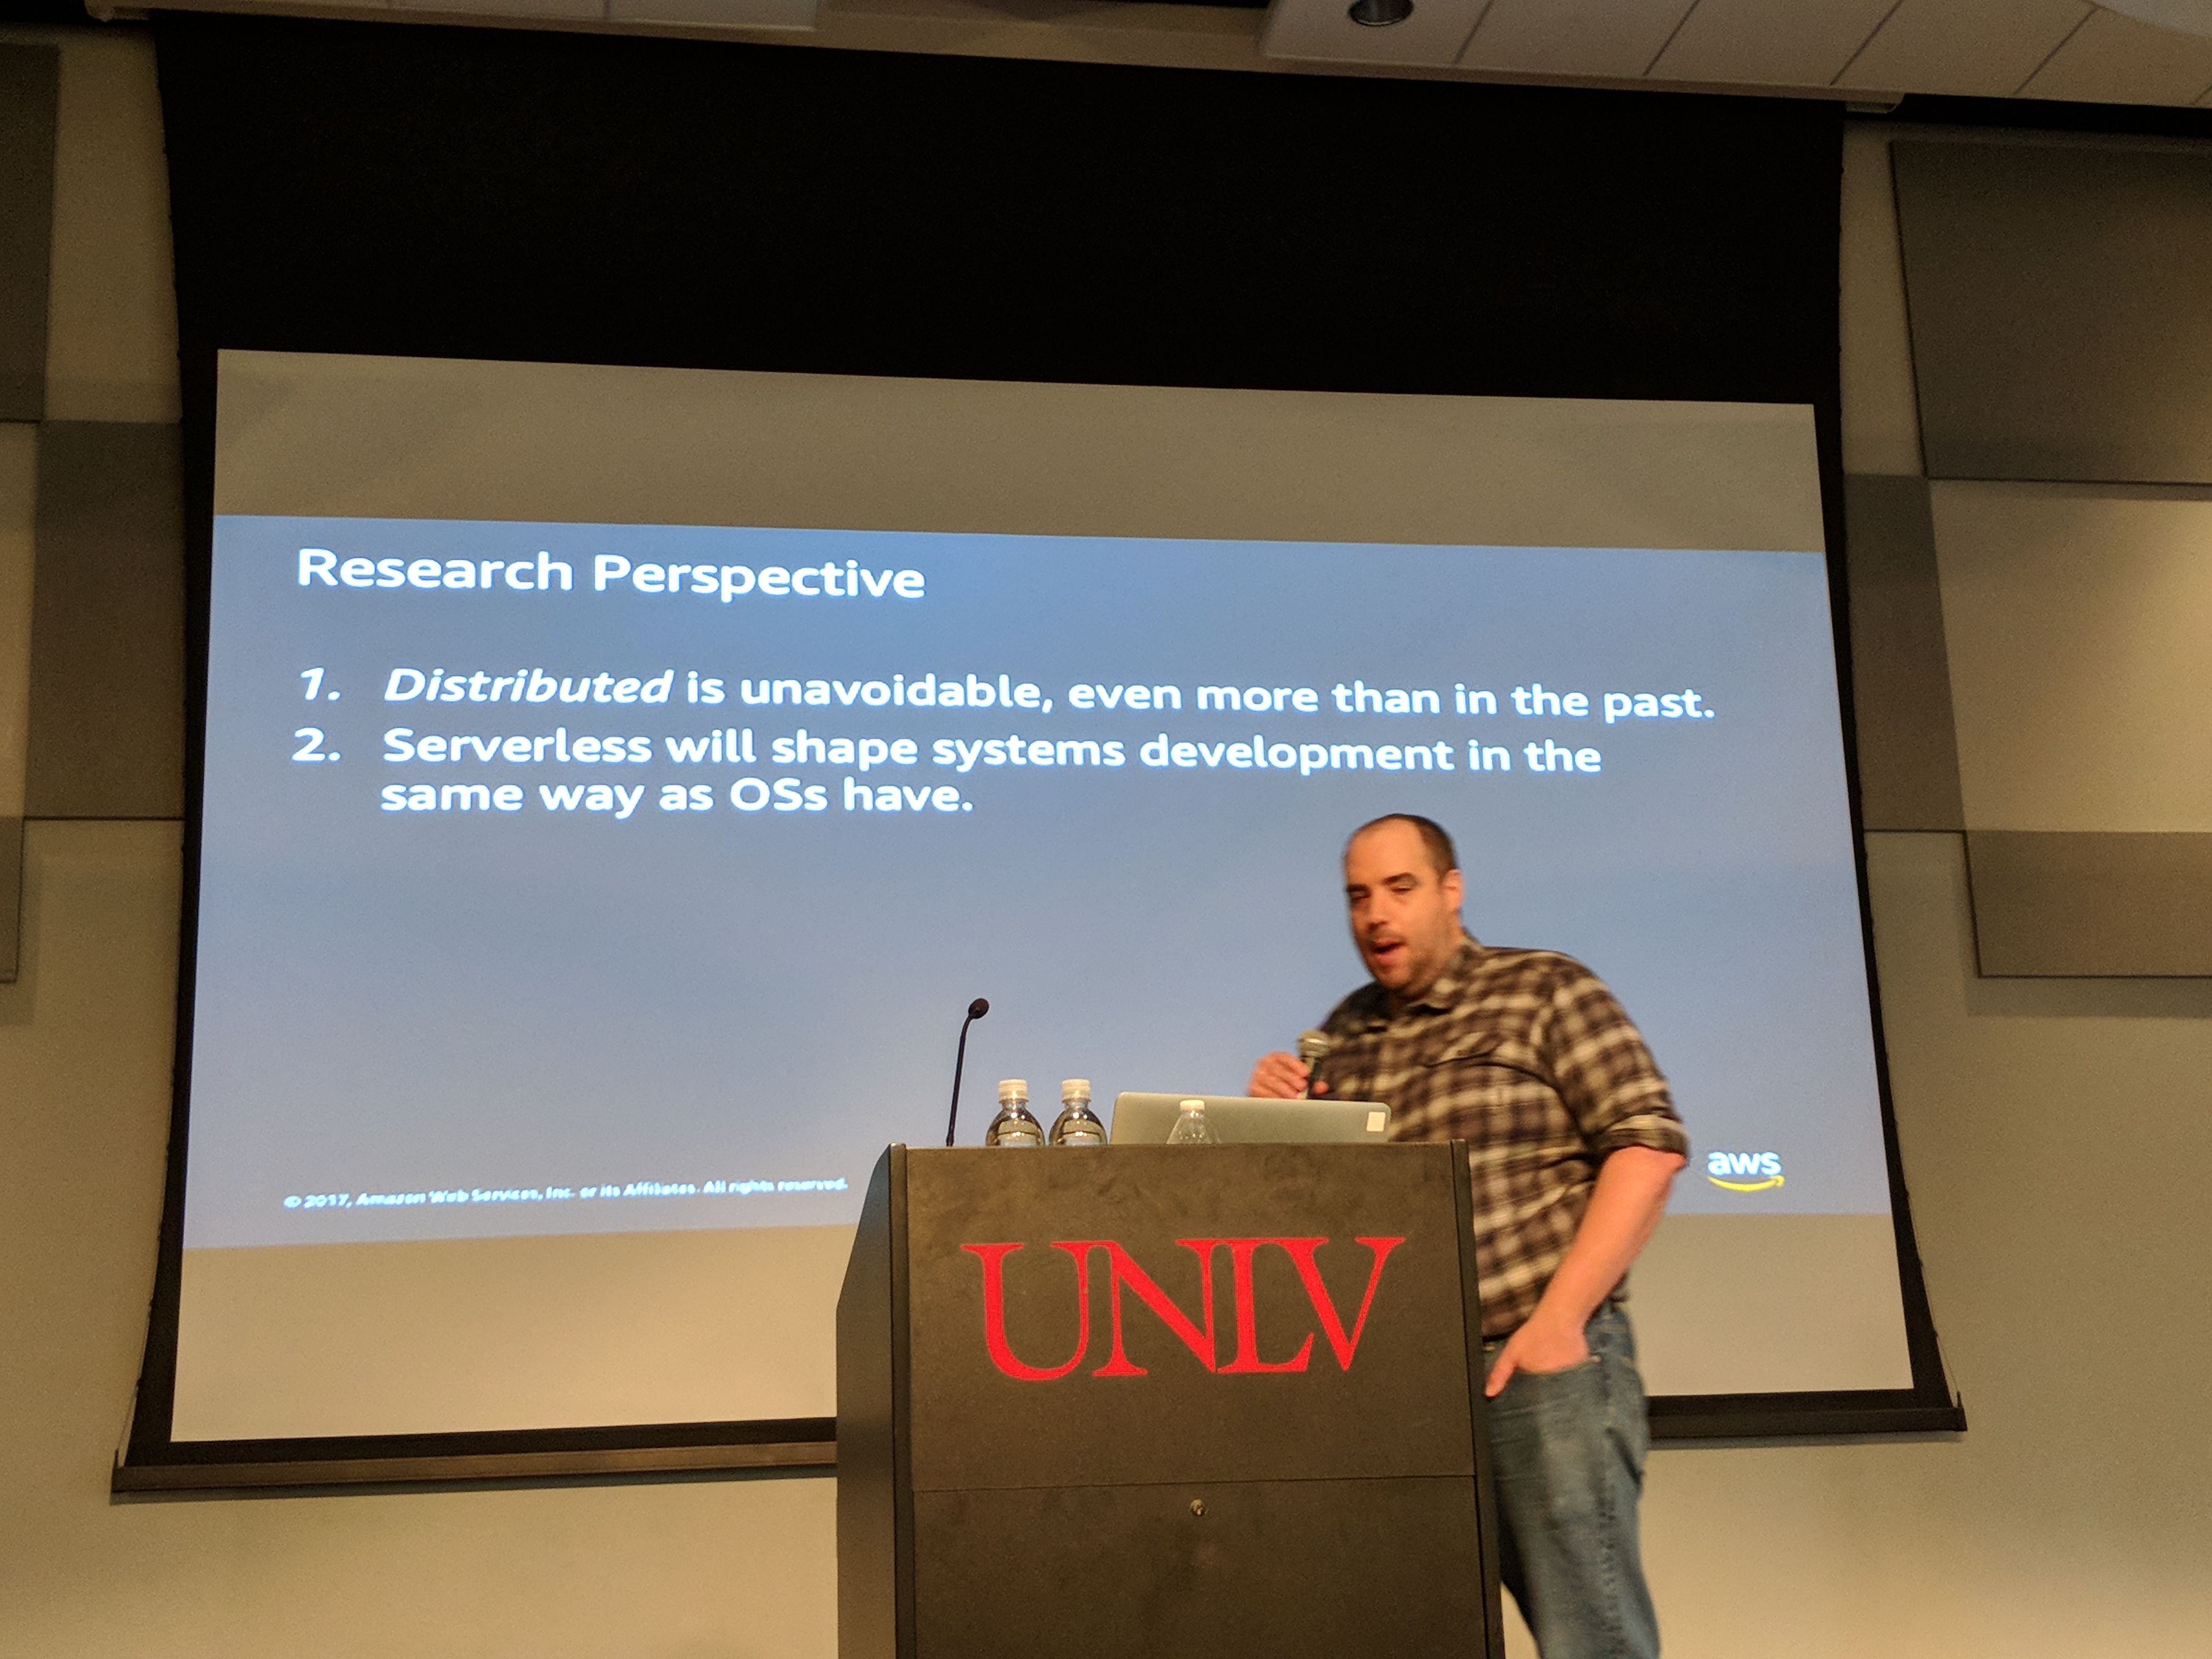 Research Perspective
1. Distributed is unavoidable, even more than in the past.
2. Serverless will shape systems development in the
same way as OSs have.
© 2017, Amazon Web Services, Inc. or its Affiliates. All rights reserved.
aws
UNLV